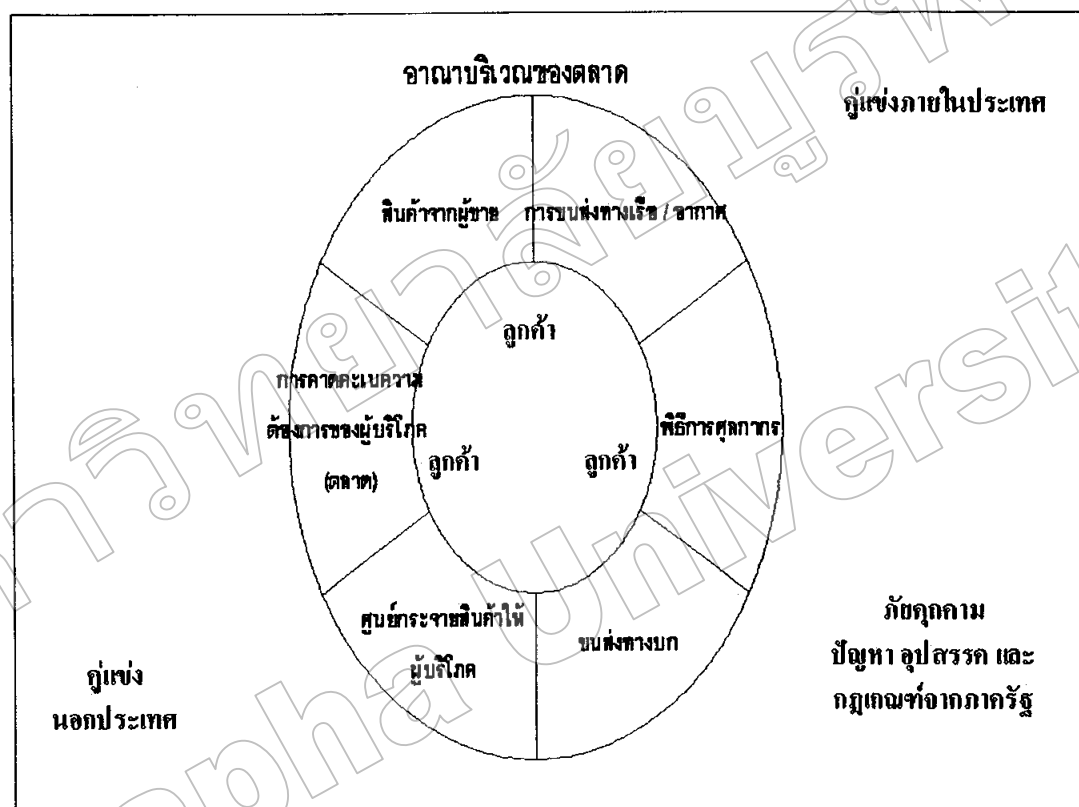 อาณาบริเวณของตลาด
คู่แข่งภายในประเทศ
สินค้าจากผู้ขาย
การขนส่งทางเรือ / อากาศ
ลูกค้า
การคาดคะเนความ
ต้องการของผู้บริโภค
(ตลาด)
ลูกค้า
ลูกค้า
พิธีการศุลกากร
ศูนย์กระจายสินค้าให้
ผู้บริโภค
ขนส่งทางบก
คู่แข่ง
นอกประเทศ
ภัยคุกคาม
ปัญหา อุปสรรค และ
กฎเกณฑ์จากภาครัฐ